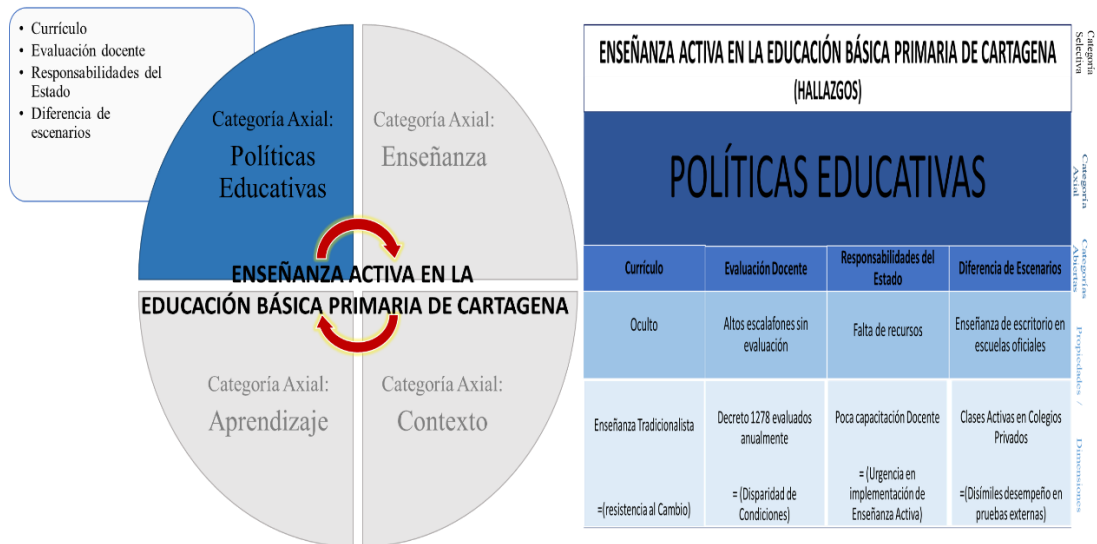 • Currículo
• Evaluación docente
• Responsabilidades del
Estado
• Diferencia de
escenarios
Categoría Axial:
Políticas
Educativas
Categoría Axial:
Enseñanza
ENSEÑANZA ACTIVA EN LA
EDUCACIÓN BÁSICA PRIMARIA DE CARTAGENA
Categoría Axial:
Aprendizaje
Categoría Axial:
Contexto
ENSEÑANZA ACTIVA EN LA EDUCACIÓN BÁSICA PRIMARIA DE CARTAGENA
(HALLAZGOS)
Categoría
Selectiva
POLÍTICAS EDUCATIVAS
Categoría
Axial
Currículo
Evaluación Docente
Responsabilidades del
Estado
Diferencia de Escenarios
Categorías
Abiertas
Oculto
Altos escalafones sin
evaluación
Falta de recursos
Enseñanza de escritorio en
escuelas oficiales
Propiedades /
Dimensiones
Enseñanza Tradicionalista
=(resistencia al Cambio)
Decreto 1278 evaluados
anualmente
= (Disparidad de
Condiciones)
Poca capacitación Docente
= (Urgencia en
implementación de
Enseñanza Activa)
Clases Activas en Colegios
Privados
=(Disímiles desempeño en
pruebas externas)